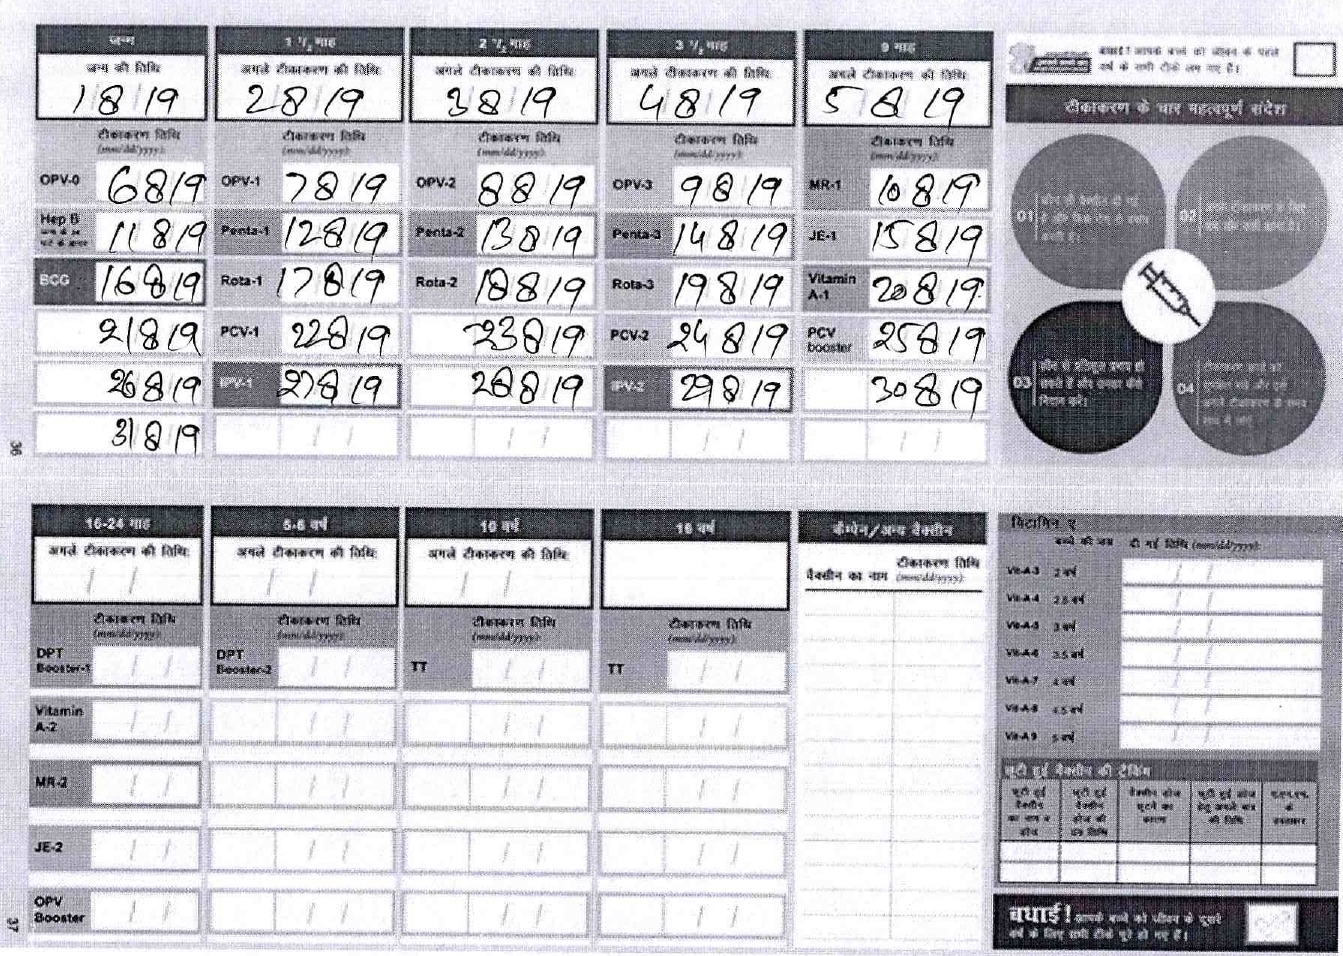 जन्म
जन्म की तिथि
1 8 19
टीकाकरण तिथि
(mm/dd/yyyy):
OPV-0 6 8 19
Hep B 11 8 19
BCG 16 8 19
21 8 19
26 8 19
31 8 19
1 1/2 माह
अगले टीकाकरण की तिथि:
2 8 19
टीकाकरण तिथि
(mm/dd/yyyy):
OPV-1 7 8 19
Penta-1 12 8 19
Rota-1 17 8 19
PCV-1 22 8 19
IPV-1 27 8 19
/ /
2 1/2 माह
अगले टीकाकरण की तिथि:
3 8 19
टीकाकरण तिथि
(mm/dd/yyyy):
OPV-2 8 8 19
Penta-2 13 8 19
Rota-2 18 8 19
23 8 19
28 8 19
/ /
3 1/2 माह
अगले टीकाकरण की तिथि:
4 8 19
टीकाकरण तिथि
(mm/dd/yyyy):
OPV-3 9 8 19
Penta-3 14 8 19
Rota-3 19 8 19
PCV-2 24 8 19
IPV-2 29 8 19
/ /
9 माह
अगले टीकाकरण की तिथि:
5 8 19
टीकाकरण तिथि
(mm/dd/yyyy):
MR-1 10 8 19
JE-1 15 8 19
Vitamin A-1 20 8 19
PCV booster 25 8 19
30 8 19
/ /
बधाई! आपके बच्चे को जीवन के पहले
वर्ष के सभी टीके लग गए हैं।
टीकाकरण के चार महत्वपूर्ण संदेश
01
02
03
04
36
16-24 माह
अगले टीकाकरण की तिथि:
/ /
टीकाकरण तिथि
(mm/dd/yyyy):
DPT Booster-1 / /
Vitamin A-2 / /
MR-2 / /
JE-2 / /
OPV Booster / /
5-6 वर्ष
अगले टीकाकरण की तिथि:
/ /
टीकाकरण तिथि
(mm/dd/yyyy):
DPT Booster-2 / /
/ /
/ /
/ /
/ /
10 वर्ष
अगले टीकाकरण की तिथि:
/ /
टीकाकरण तिथि
(mm/dd/yyyy):
TT / /
/ /
/ /
/ /
/ /
16 वर्ष
टीकाकरण तिथि
(mm/dd/yyyy):
TT / /
/ /
/ /
/ /
/ /
कैम्पेन/अन्य वैक्सीन
वैक्सीन का नाम
टीकाकरण तिथि
(mm/dd/yyyy):
विटामिन ए
बच्चे की उम्र दी गई तिथि (mm/dd/yyyy):
Vit-A-3 2 वर्ष / /
Vit-A-4 2.5 वर्ष / /
Vit-A-5 3 वर्ष / /
Vit-A-6 3.5 वर्ष / /
Vit-A-7 4 वर्ष / /
Vit-A-8 4.5 वर्ष / /
Vit-A-9 5 वर्ष / /
छूटी हुई वैक्सीन की ट्रैकिंग
बधाई! आपके बच्चे को जीवन के दूसरे
वर्ष के लिए सभी टीके पूरे हो गए हैं।
37